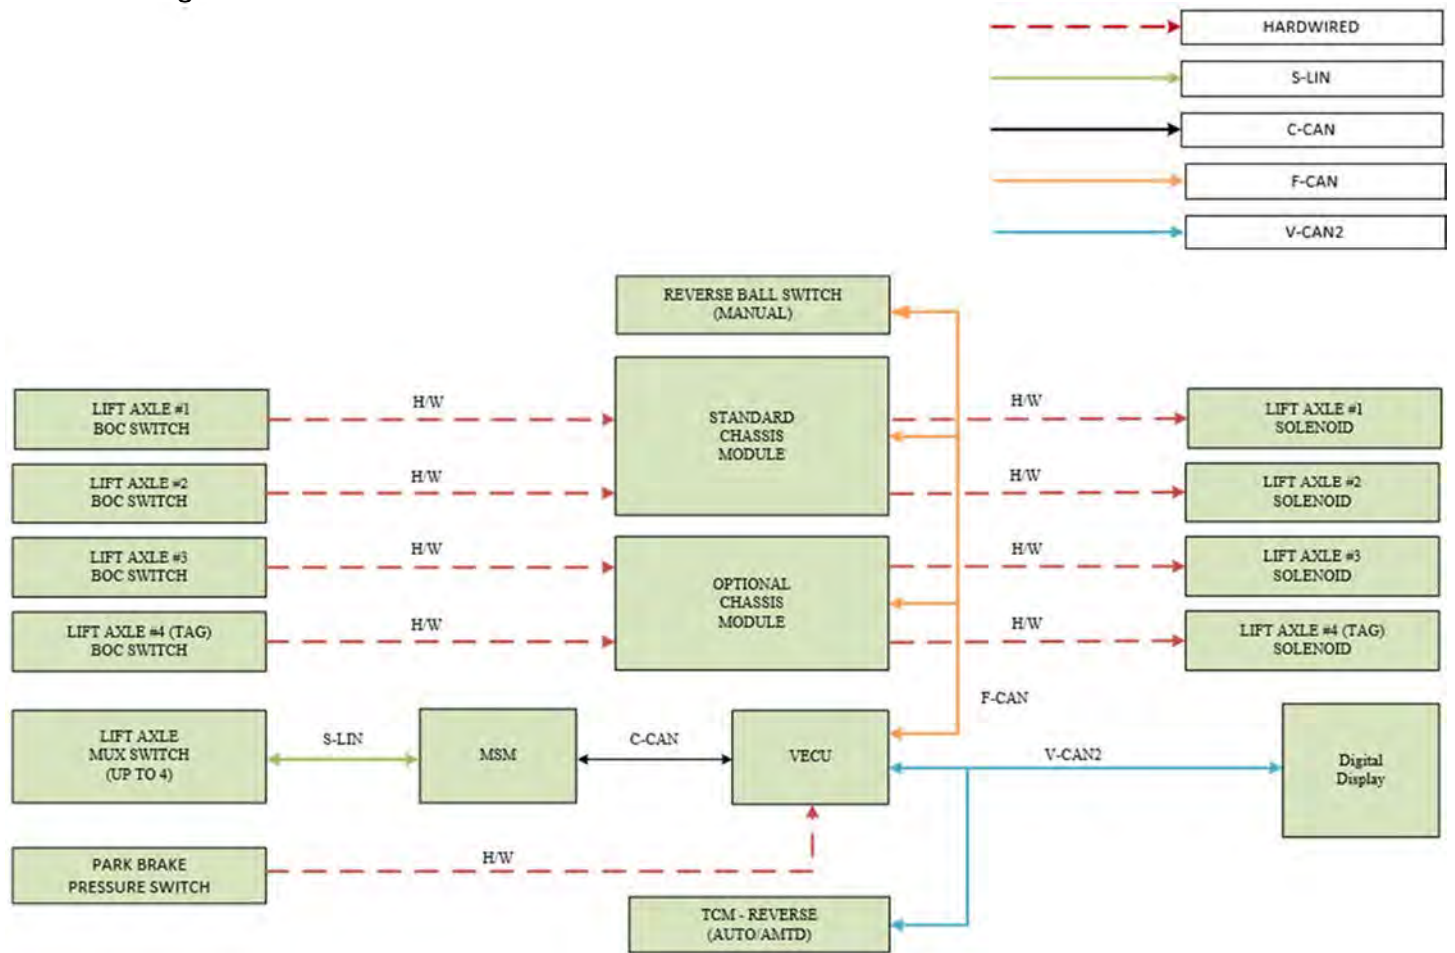 HARDWIRED
S-LIN
C-CAN
F-CAN
V-CAN2
REVERSE BALL SWITCH
(MANUAL)
LIFT AXLE #1
BOC SWITCH
H/W
STANDARD
CHASSIS
MODULE
H/W
LIFT AXLE #1
SOLENOID
LIFT AXLE #2
BOC SWITCH
H/W
H/W
LIFT AXLE #2
SOLENOID
LIFT AXLE #3
BOC SWITCH
H/W
OPTIONAL
CHASSIS
MODULE
H/W
LIFT AXLE #3
SOLENOID
LIFT AXLE #4 (TAG)
BOC SWITCH
H/W
H/W
LIFT AXLE #4 (TAG)
SOLENOID
F-CAN
LIFT AXLE
MUX SWITCH
(UP TO 4)
S-LIN
MSM
C-CAN
VECU
V-CAN2
Digital
Display
PARK BRAKE
PRESSURE SWITCH
H/W
TCM - REVERSE
(AUTO/AMTD)